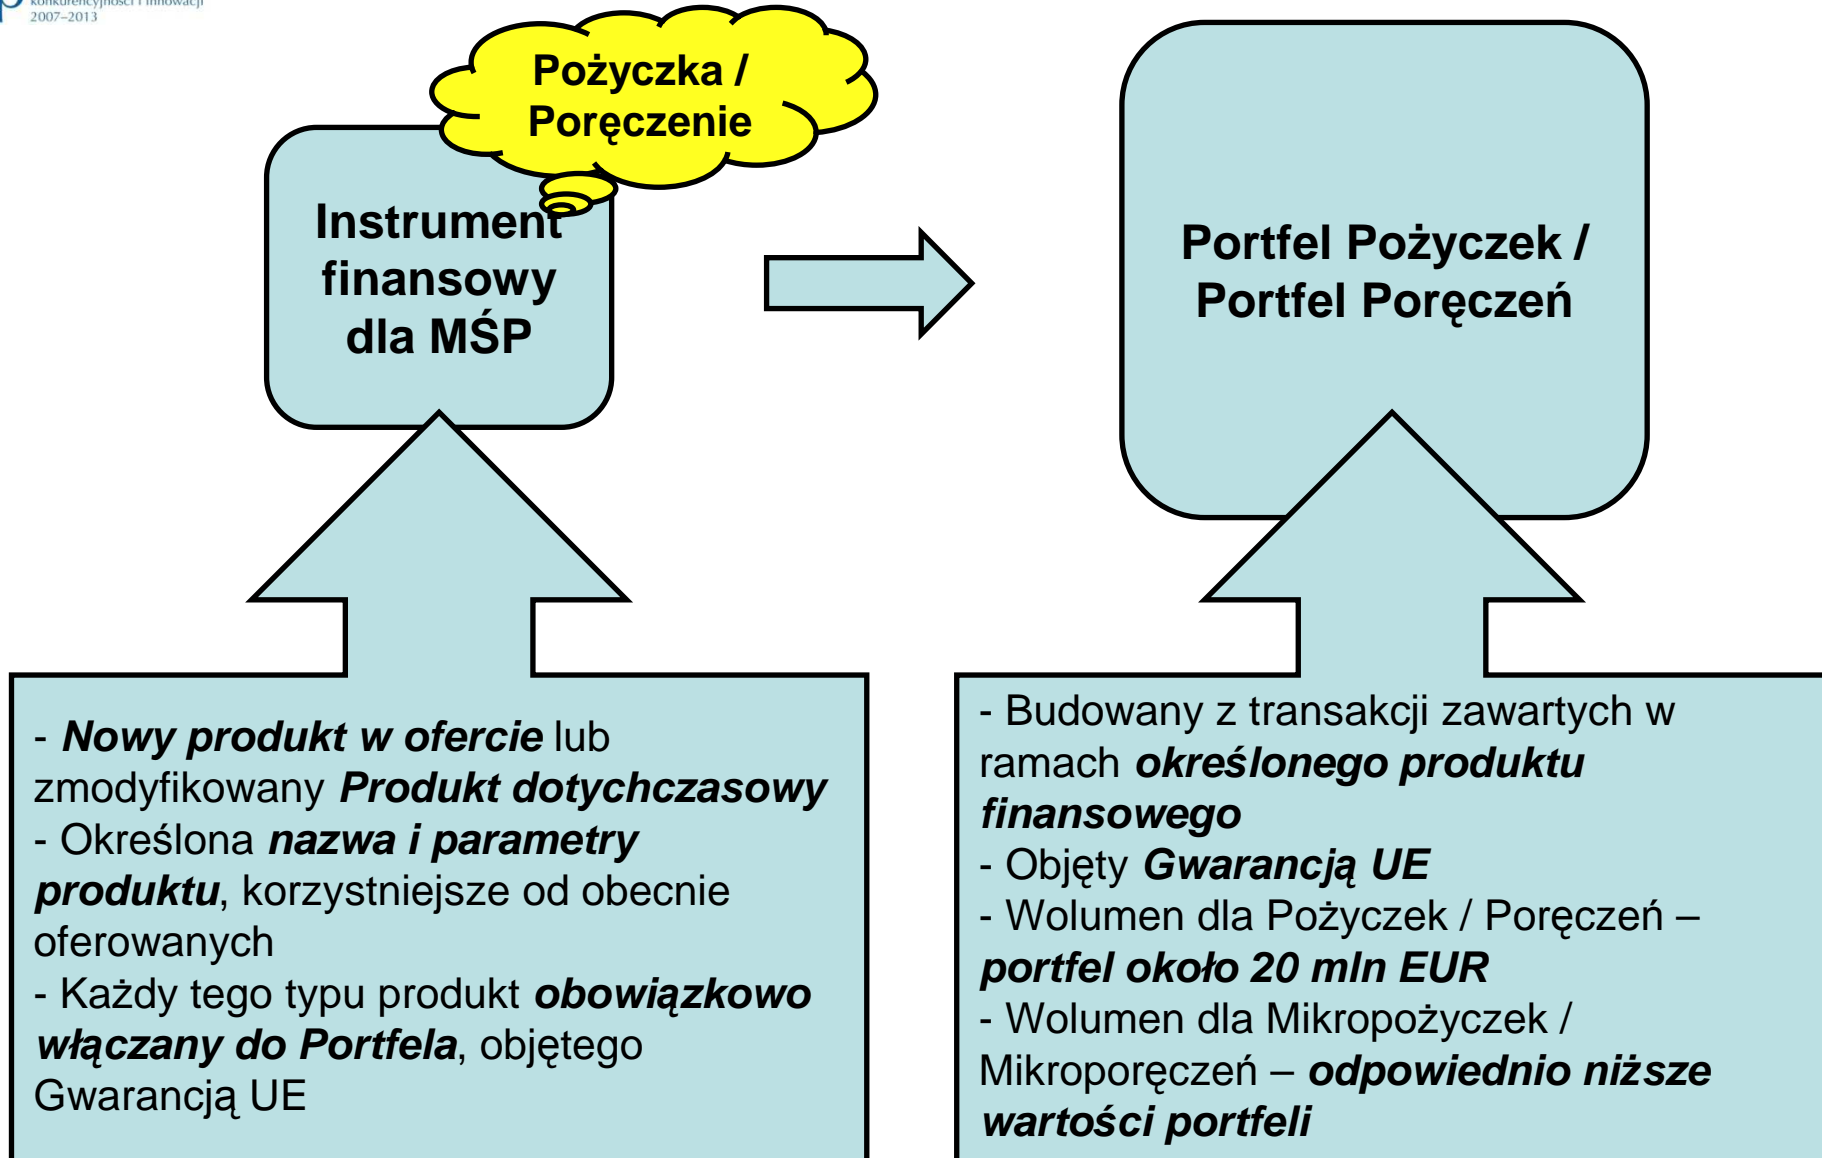 konkurencyjności i innowacji
2007–2013
Pożyczka /
Poręczenie
Instrument
finansowy
dla MŚP
Portfel Pożyczek /
Portfel Poręczeń
- Nowy produkt w ofercie lub
zmodyfikowany Produkt dotychczasowy
- Określona nazwa i parametry
produktu, korzystniejsze od obecnie
oferowanych
- Każdy tego typu produkt obowiązkowo
włączany do Portfela, objętego
Gwarancją UE
- Budowany z transakcji zawartych w
ramach określonego produktu
finansowego
- Objęty Gwarancją UE
- Wolumen dla Pożyczek / Poręczeń –
portfel około 20 mln EUR
- Wolumen dla Mikropożyczek /
Mikroporęczeń – odpowiednio niższe
wartości portfeli